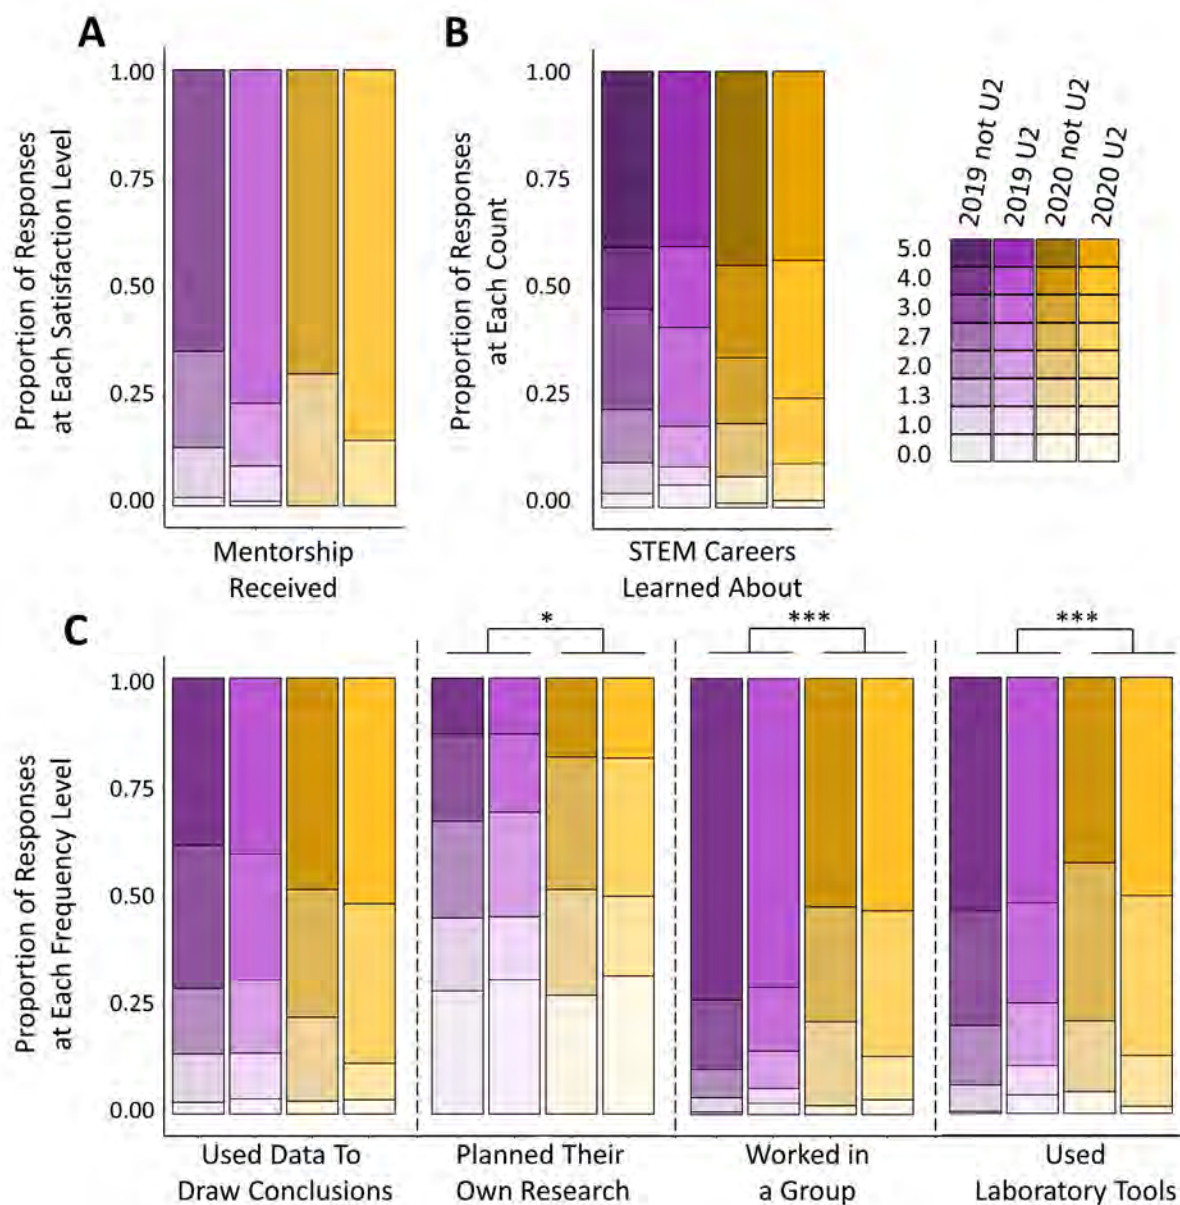 A
Proportion of Responses
at Each Satisfaction Level
1.00
0.75
0.50
0.25
0.00
Mentorship
Received
B
Proportion of Responses
at Each Count
1.00
0.75
0.50
0.25
0.00
STEM Careers
Learned About
2019 not U2
2019 U2
2020 not U2
2020 U2
5.0
4.0
3.0
2.7
2.0
1.3
1.0
0.0
C
Proportion of Responses
at Each Frequency Level
1.00
0.75
0.50
0.25
0.00
*
***
***
Used Data To
Draw Conclusions
Planned Their
Own Research
Worked in
a Group
Used
Laboratory Tools